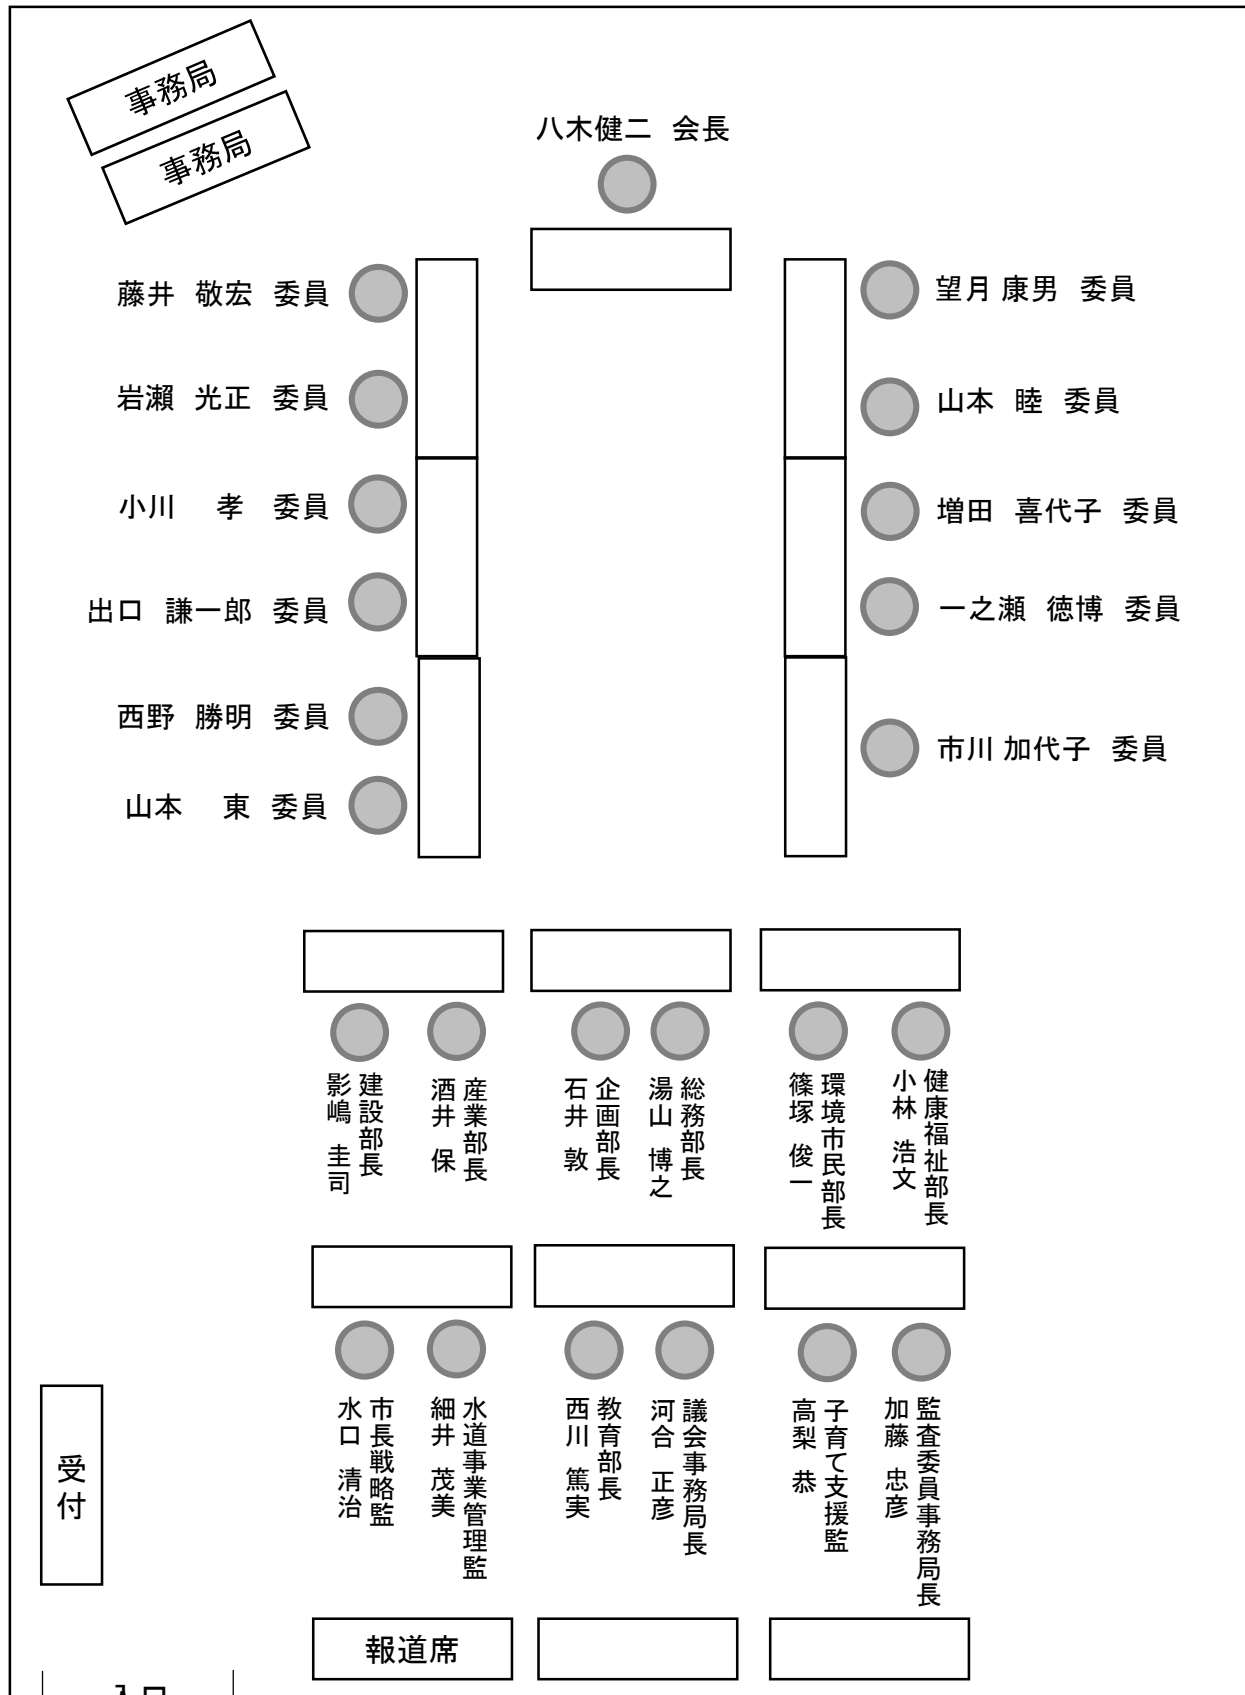 事務局
事務局
八木健二 会長
藤井 敬宏 委員
望月 康男 委員
岩瀬 光正 委員
山本 睦 委員
小川 孝 委員
増田 喜代子 委員
出口 謙一郎 委員
一之瀬 徳博 委員
西野 勝明 委員
市川 加代子 委員
山本 東 委員
建設部長
影嶋 圭司
産業部長
酒井 保
企画部長
石井 敦
総務部長
湯山 博之
環境市民部長
篠塚 俊一
健康福祉部長
小林 浩文
市長戦略監
水口 清治
水道事業管理監
細井 茂美
教育部長
西川 篤実
議会事務局長
河合 正彦
子育て支援監
高梨 恭
監査委員事務局長
加藤 忠彦
受付
報道席
入口